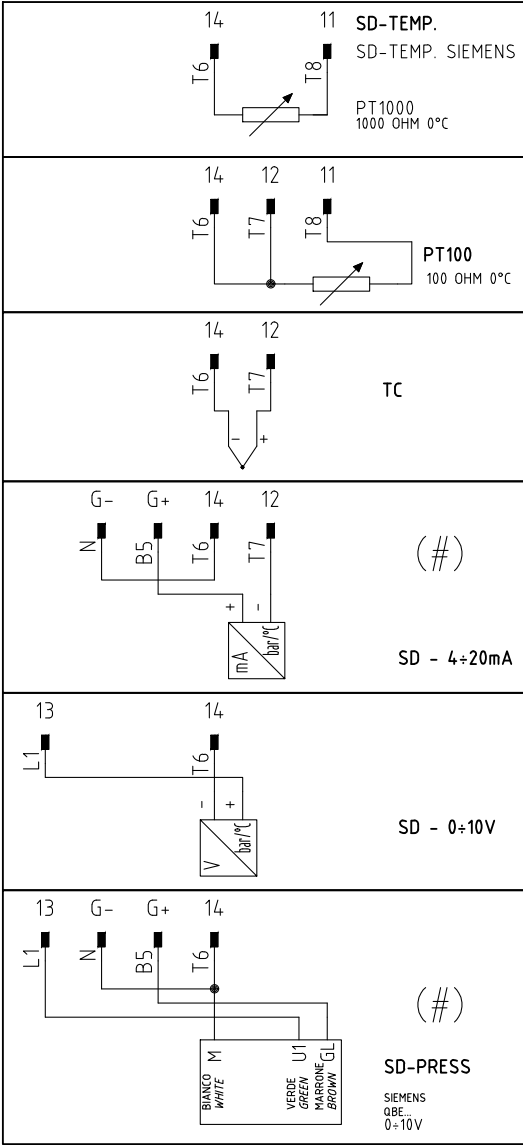 14 11 SD-TEMP.
T6 T8 SD-TEMP. SIEMENS
PT1000
1000 OHM 0°C
14 12 11
T6 T7 T8
PT100
100 OHM 0°C
14 12
T6 T7
TC
- +
G- G+ 14 12
N B5 T6 T7
(#)
+ -
mA bar/°C
SD - 4÷20mA
13 14
L1 T6
- +
V bar/°C
SD - 0÷10V
13 G- G+ 14
L1 N B5 T6
(#)
M U1 GL
BIANCO
WHITE
VERDE
GREEN
MARRONE
BROWN
SD-PRESS
SIEMENS
QBE...
0÷10V